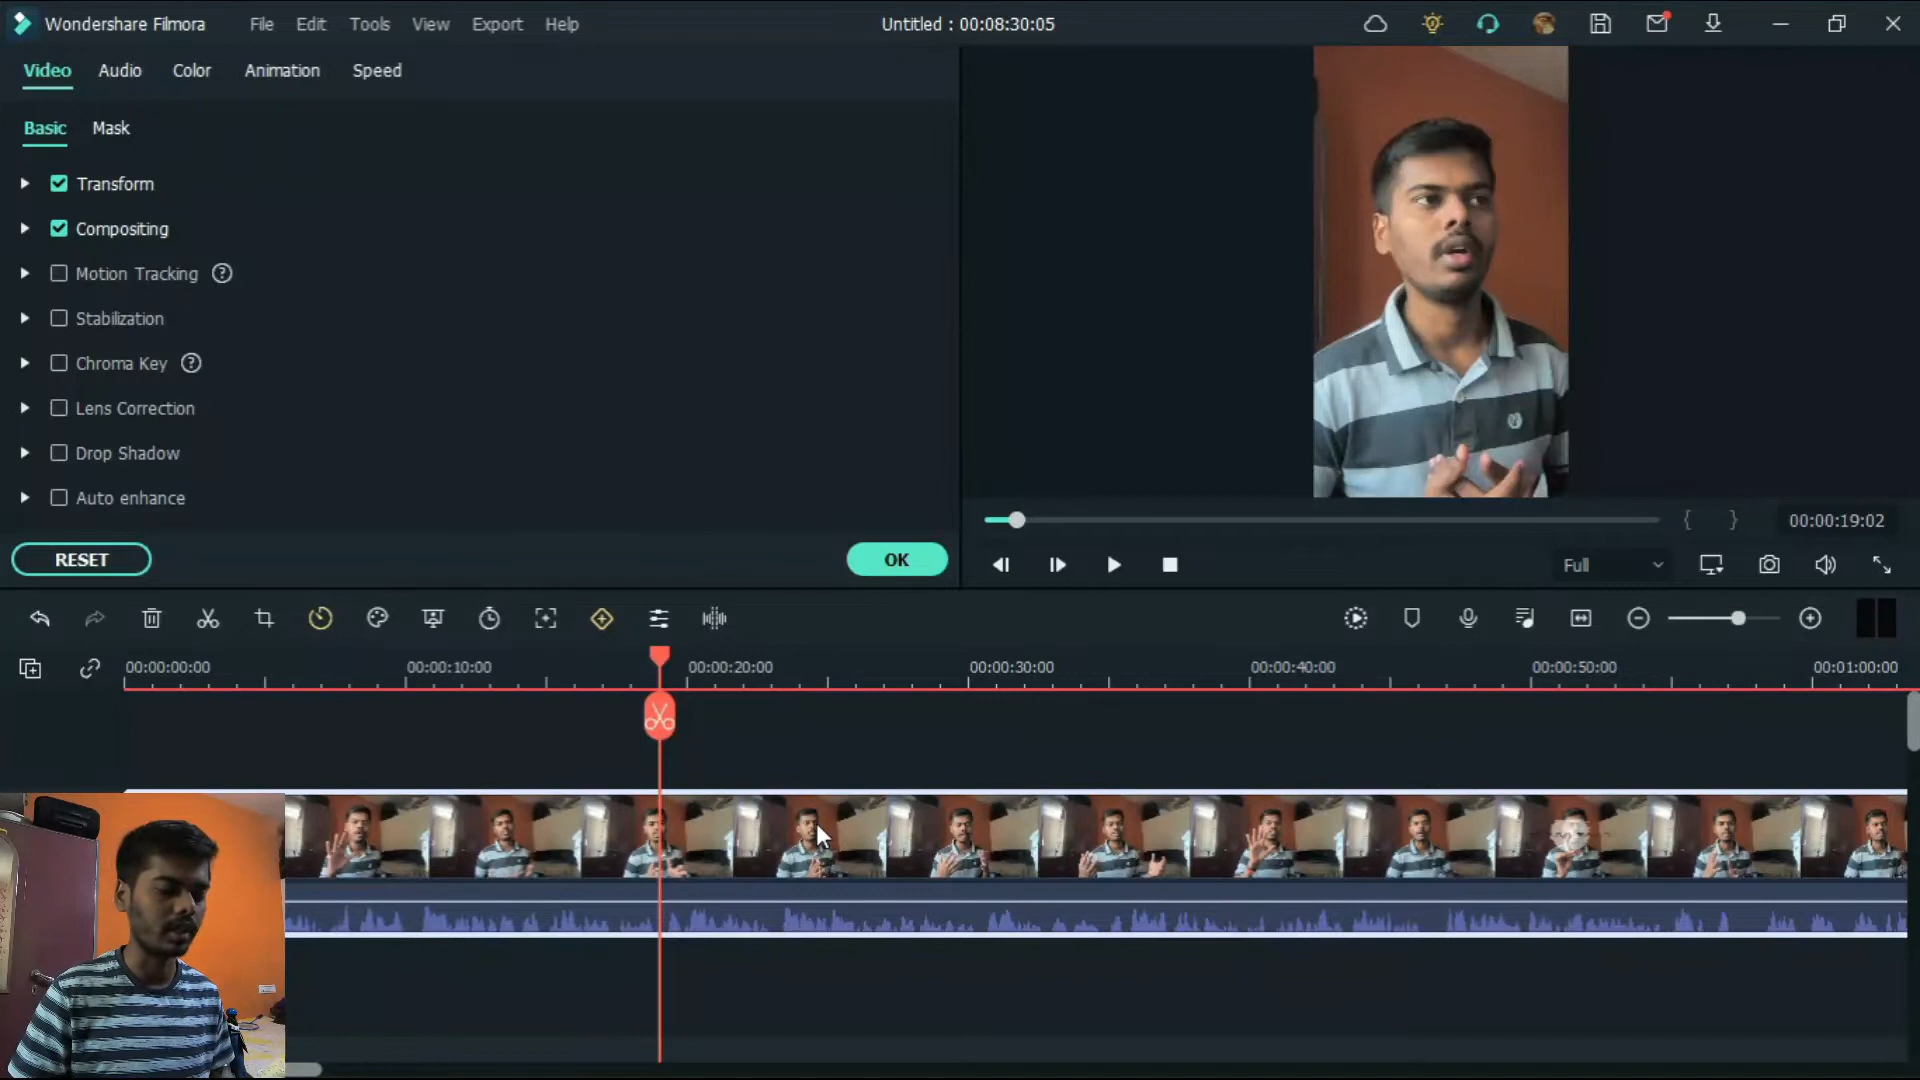 Wondershare Filmora File Edit Tools View Export Help Untitled : 00:08:30:05
Video Audio Color Animation Speed
Basic Mask
Transform
Compositing
Motion Tracking ?
Stabilization
Chroma Key ?
Lens Correction
Drop Shadow
Auto enhance
RESET OK
{ } 00:00:19:02
Full
00:00:00:00 00:00:10:00 00:00:20:00 00:00:30:00 00:00:40:00 00:00:50:00 00:01:00:00